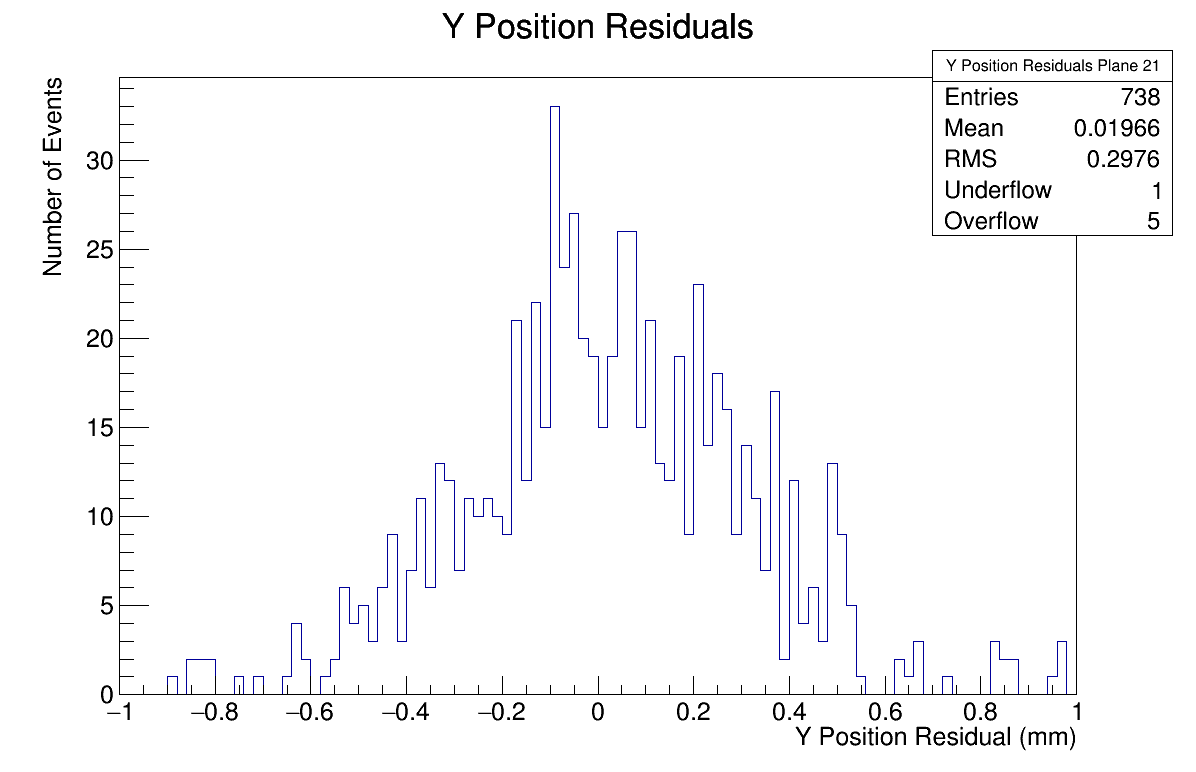 Y Position Residuals
Y Position Residuals Plane 21
Entries 738
Mean 0.01966
RMS 0.2976
Underflow 1
Overflow 5
Number of Events
30
25
20
15
10
5
0
−1 −0.8 −0.6 −0.4 −0.2 0 0.2 0.4 0.6 0.8 1
Y Position Residual (mm)